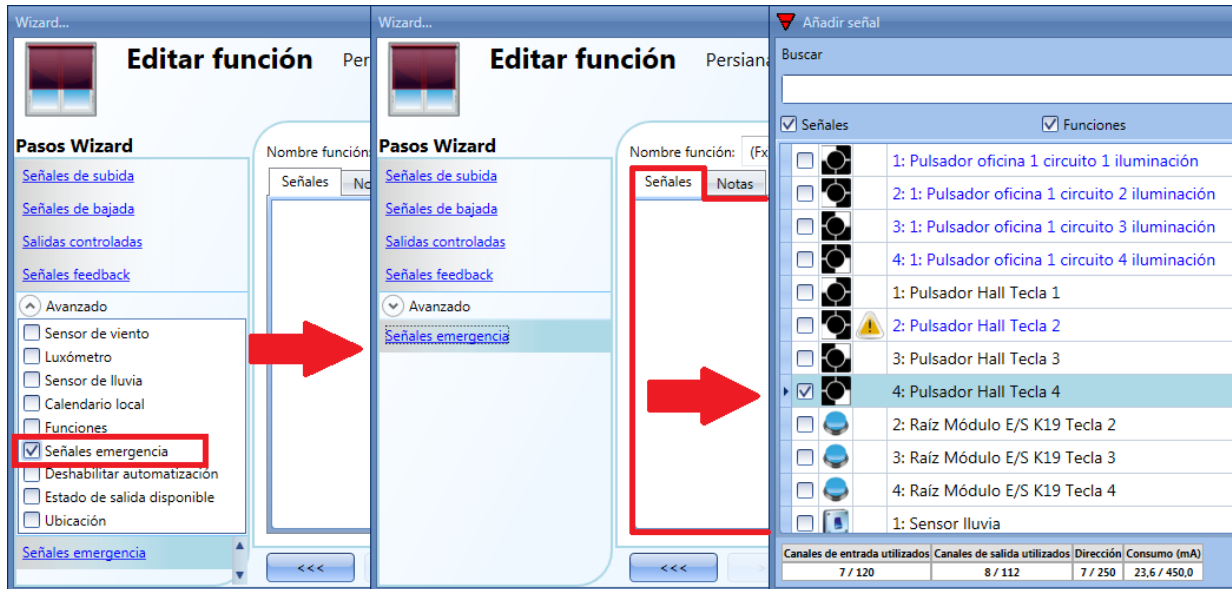 Wizard...
Editar función Per
Pasos Wizard
Señales de subida
Señales de bajada
Salidas controladas
Señales feedback
Avanzado
Sensor de viento
Luxómetro
Sensor de lluvia
Calendario local
Funciones
Señales emergencia
Deshabilitar automatización
Estado de salida disponible
Ubicación
Señales emergencia
Nombre función:
Señales No
<<<
Wizard...
Editar función Persiana
Pasos Wizard
Señales de subida
Señales de bajada
Salidas controladas
Señales feedback
Avanzado
Señales emergencia
Nombre función: (Fx
Señales Notas
<<< >
Añadir señal
Buscar
Señales Funciones
1: Pulsador oficina 1 circuito 1 iluminación
2: 1: Pulsador oficina 1 circuito 2 iluminación
3: 1: Pulsador oficina 1 circuito 3 iluminación
4: 1: Pulsador oficina 1 circuito 4 iluminación
1: Pulsador Hall Tecla 1
2: Pulsador Hall Tecla 2
3: Pulsador Hall Tecla 3
4: Pulsador Hall Tecla 4
2: Raíz Módulo E/S K19 Tecla 2
3: Raíz Módulo E/S K19 Tecla 3
4: Raíz Módulo E/S K19 Tecla 4
1: Sensor lluvia
Canales de entrada utilizados Canales de salida utilizados Dirección Consumo (mA)
7 / 120 8 / 112 7 / 250 23,6 / 450,0